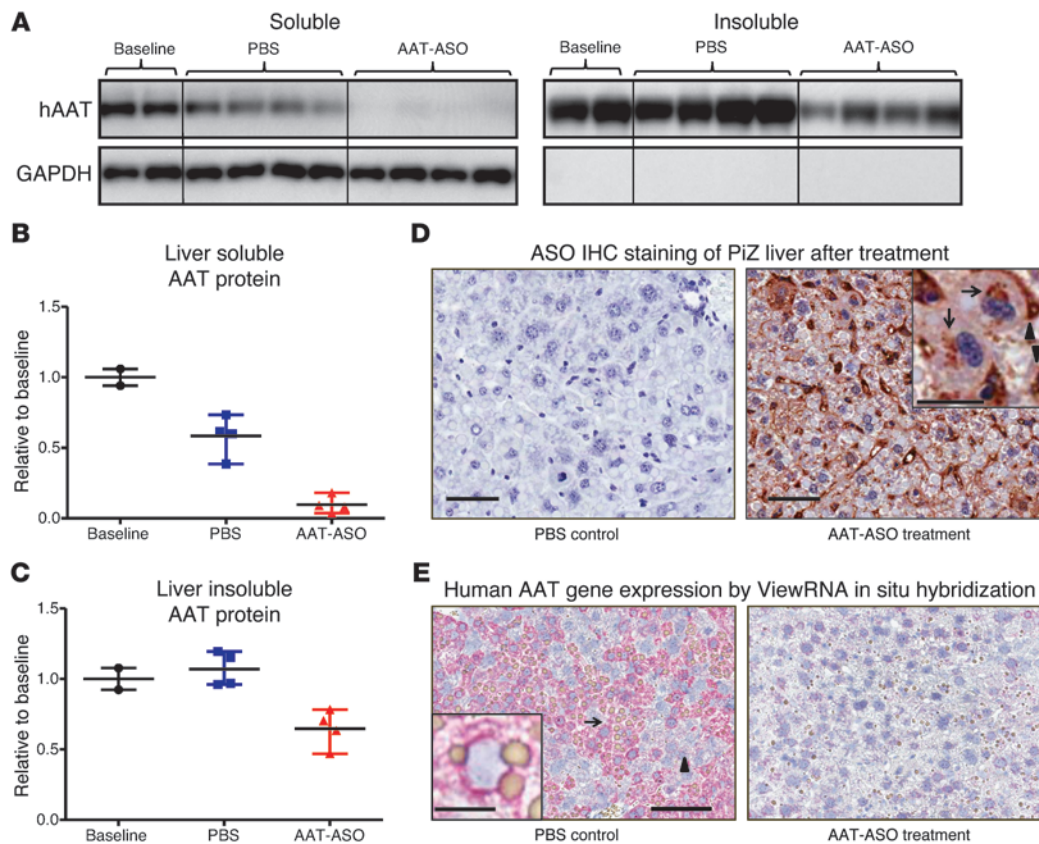 A
Soluble
Insoluble
Baseline PBS AAT-ASO
Baseline PBS AAT-ASO
hAAT
GAPDH
B
Liver soluble
AAT protein
Relative to baseline
1.5
1.0
0.5
0.0
Baseline PBS AAT-ASO
C
Liver insoluble
AAT protein
Relative to baseline
1.5
1.0
0.5
0.0
Baseline PBS AAT-ASO
D
ASO IHC staining of PiZ liver after treatment
PBS control AAT-ASO treatment
E
Human AAT gene expression by ViewRNA in situ hybridization
PBS control AAT-ASO treatment